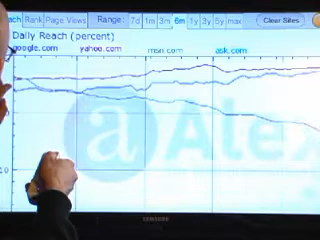 Rank Page Views Range: 7d 1m 3m 6m 1y 3y 5y max Clear Sites
Daily Reach (percent)
google.com yahoo.com msn.com ask.com
a Alex
10
SAMSUNG